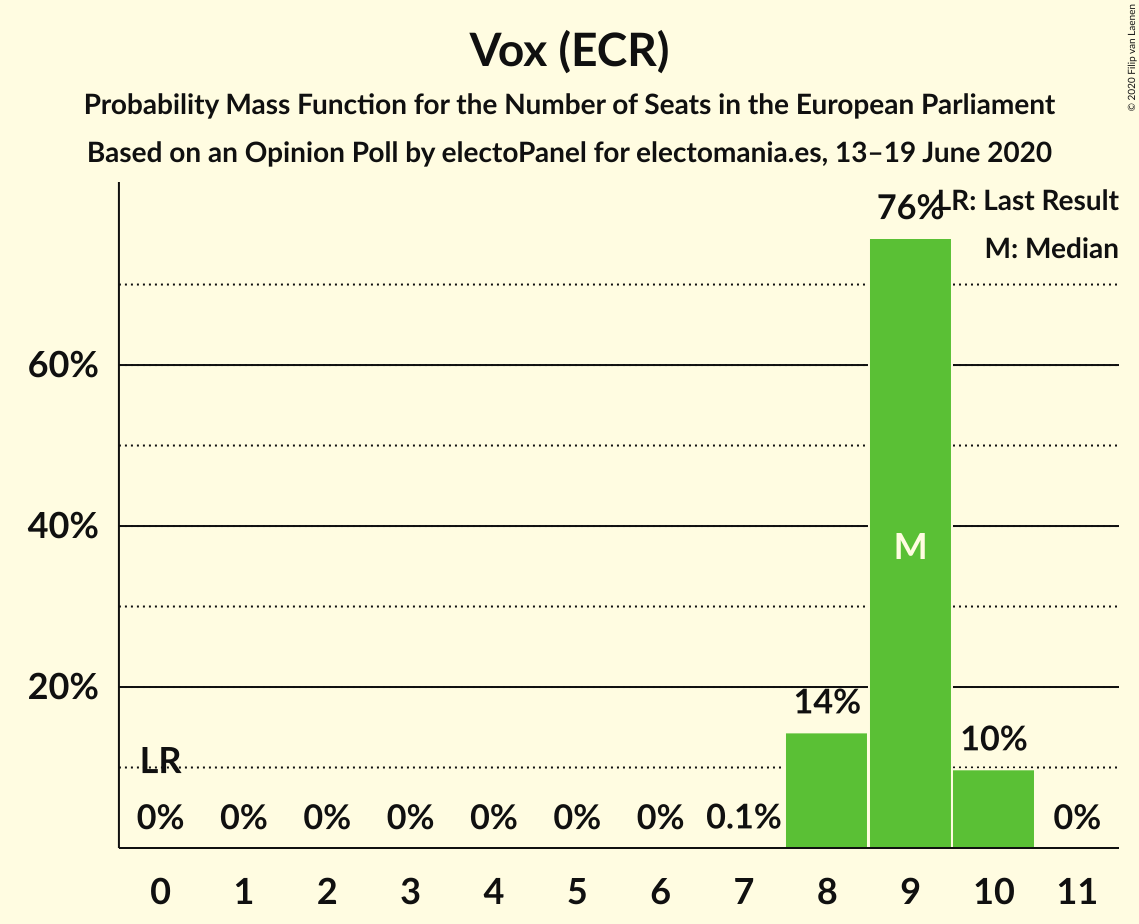 Vox (ECR)
Probability Mass Function for the Number of Seats in the European Parliament
Based on an Opinion Poll by electoPanel for electomania.es, 13–19 June 2020
© 2020 Filip van Laenen
LR: Last Result
M: Median
76%
60%
40%
M
20%
14%
10%
LR
0% 0% 0% 0% 0% 0% 0% 0.1% 0%
0 1 2 3 4 5 6 7 8 9 10 11